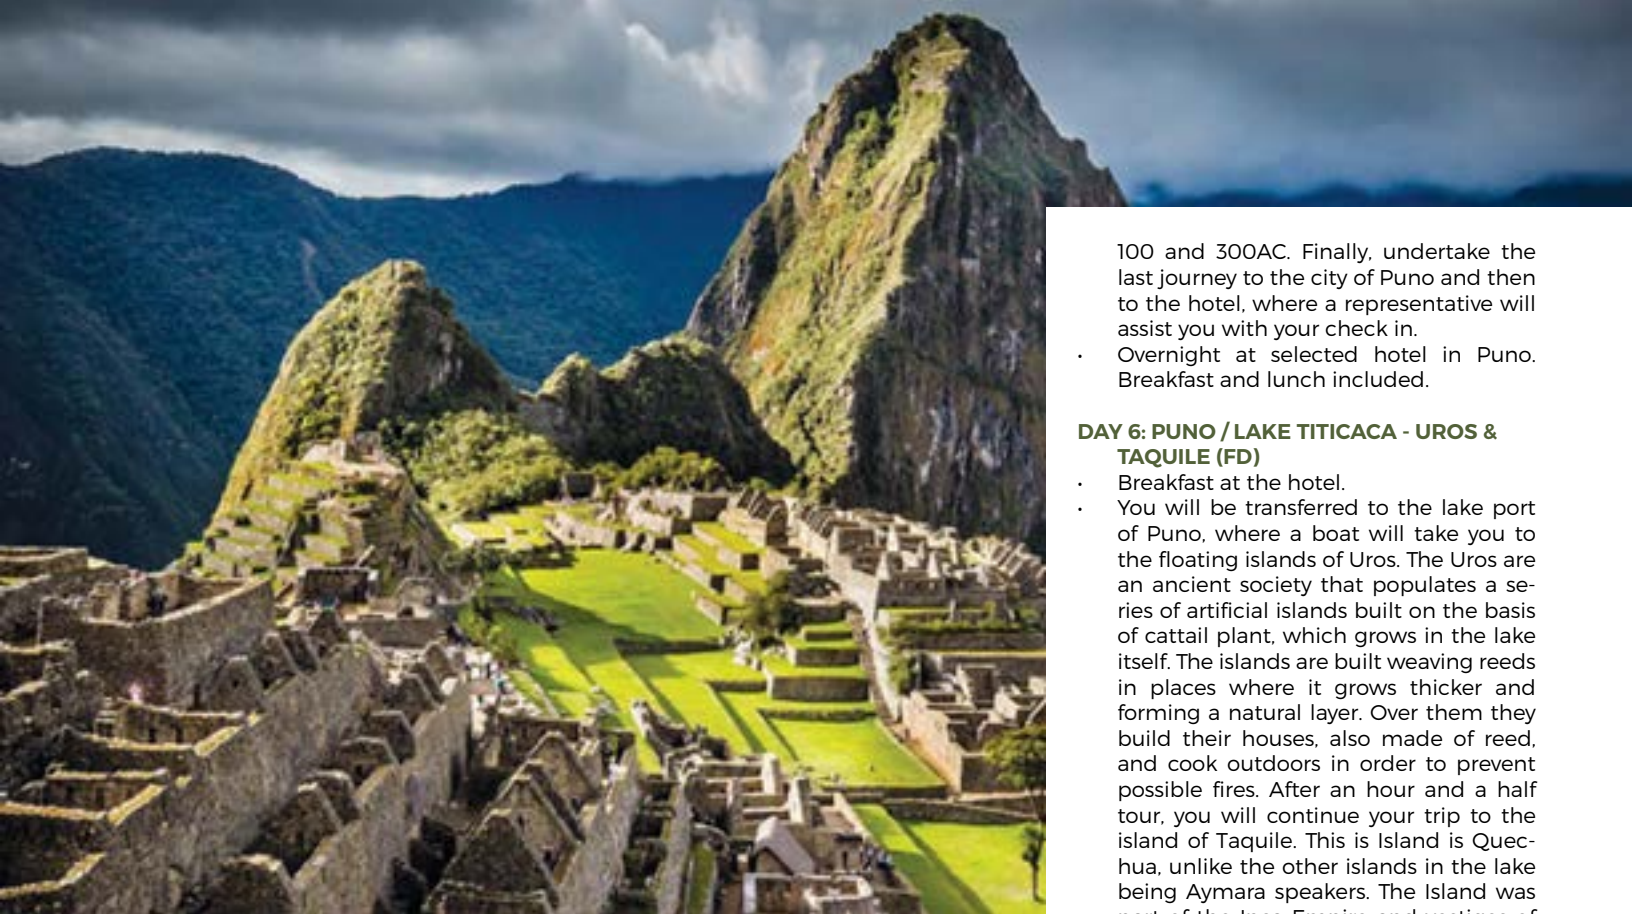 100 and 300AC. Finally, undertake the
last journey to the city of Puno and then
to the hotel, where a representative will
assist you with your check in.
• Overnight at selected hotel in Puno.
Breakfast and lunch included.
DAY 6: PUNO / LAKE TITICACA - UROS &
TAQUILE (FD)
• Breakfast at the hotel.
• You will be transferred to the lake port
of Puno, where a boat will take you to
the floating islands of Uros. The Uros are
an ancient society that populates a se-
ries of artificial islands built on the basis
of cattail plant, which grows in the lake
itself. The islands are built weaving reeds
in places where it grows thicker and
forming a natural layer. Over them they
build their houses, also made of reed,
and cook outdoors in order to prevent
possible fires. After an hour and a half
tour, you will continue your trip to the
island of Taquile. This is Island is Quec-
hua, unlike the other islands in the lake
being Aymara speakers. The Island was